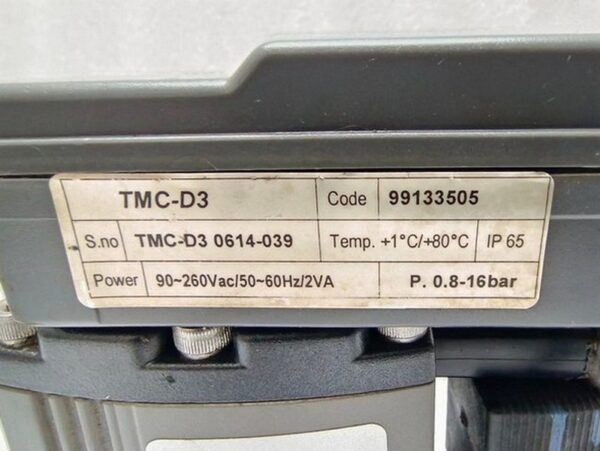 TMC-D3 Code 99133505
S.no TMC-D3 0614-039 Temp. +1°C/+80°C IP 65
Power 90~260Vac/50~60Hz/2VA P. 0.8-16bar